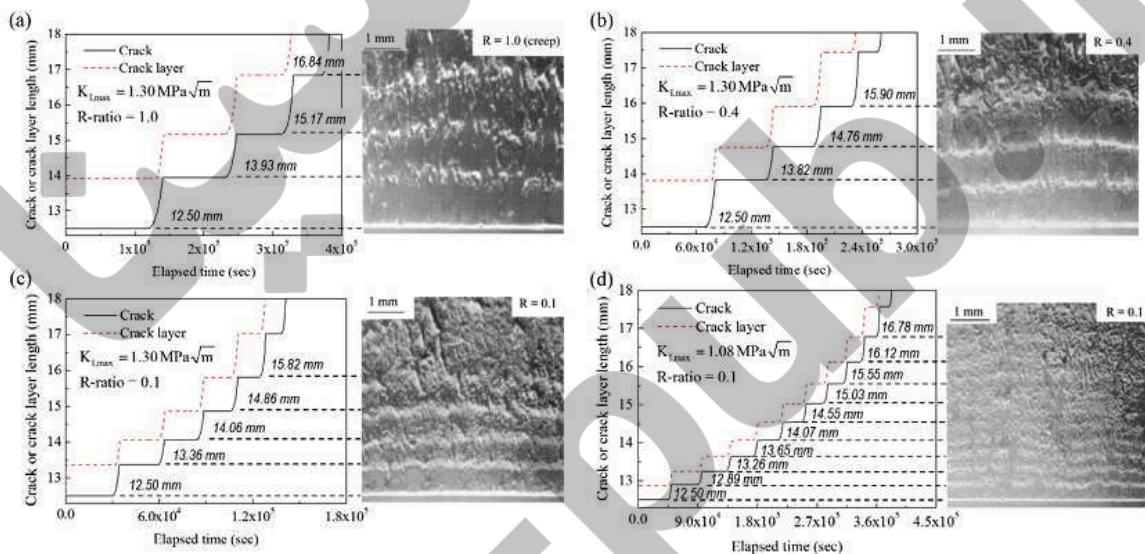 (a)
Crack or crack layer length (mm)
18
17
16
15
14
13
Crack
Crack layer
K_{I,max} = 1.30 MPa√m
R-ratio = 1.0
16.84 mm
15.17 mm
13.93 mm
12.50 mm
0 1x10⁵ 2x10⁵ 3x10⁵ 4x10⁵
Elapsed time (sec)
1 mm
R = 1.0 (creep)
(b)
Crack or crack layer length (mm)
18
17
16
15
14
13
Crack
Crack layer
K_{I,max} = 1.30 MPa√m
R-ratio = 0.4
15.90 mm
14.76 mm
13.82 mm
12.50 mm
0.0 6.0x10⁴ 1.2x10⁵ 1.8x10⁵ 2.4x10⁵ 3.0x10⁵
Elapsed time (sec)
1 mm
R = 0.4
(c)
Crack or crack layer length (mm)
18
17
16
15
14
13
Crack
Crack layer
K_{I,max} = 1.30 MPa√m
R-ratio = 0.1
15.82 mm
14.86 mm
14.06 mm
13.36 mm
12.50 mm
0.0 6.0x10⁴ 1.2x10⁵ 1.8x10⁵
Elapsed time (sec)
1 mm
R = 0.1
(d)
Crack or crack layer length (mm)
18
17
16
15
14
13
Crack
Crack layer
K_{I,max} = 1.08 MPa√m
R-ratio = 0.1
16.78 mm
16.12 mm
15.55 mm
15.03 mm
14.55 mm
14.07 mm
13.65 mm
13.26 mm
12.89 mm
12.50 mm
0.0 9.0x10⁴ 1.8x10⁵ 2.7x10⁵ 3.6x10⁵ 4.5x10⁵
Elapsed time (sec)
1 mm
R = 0.1